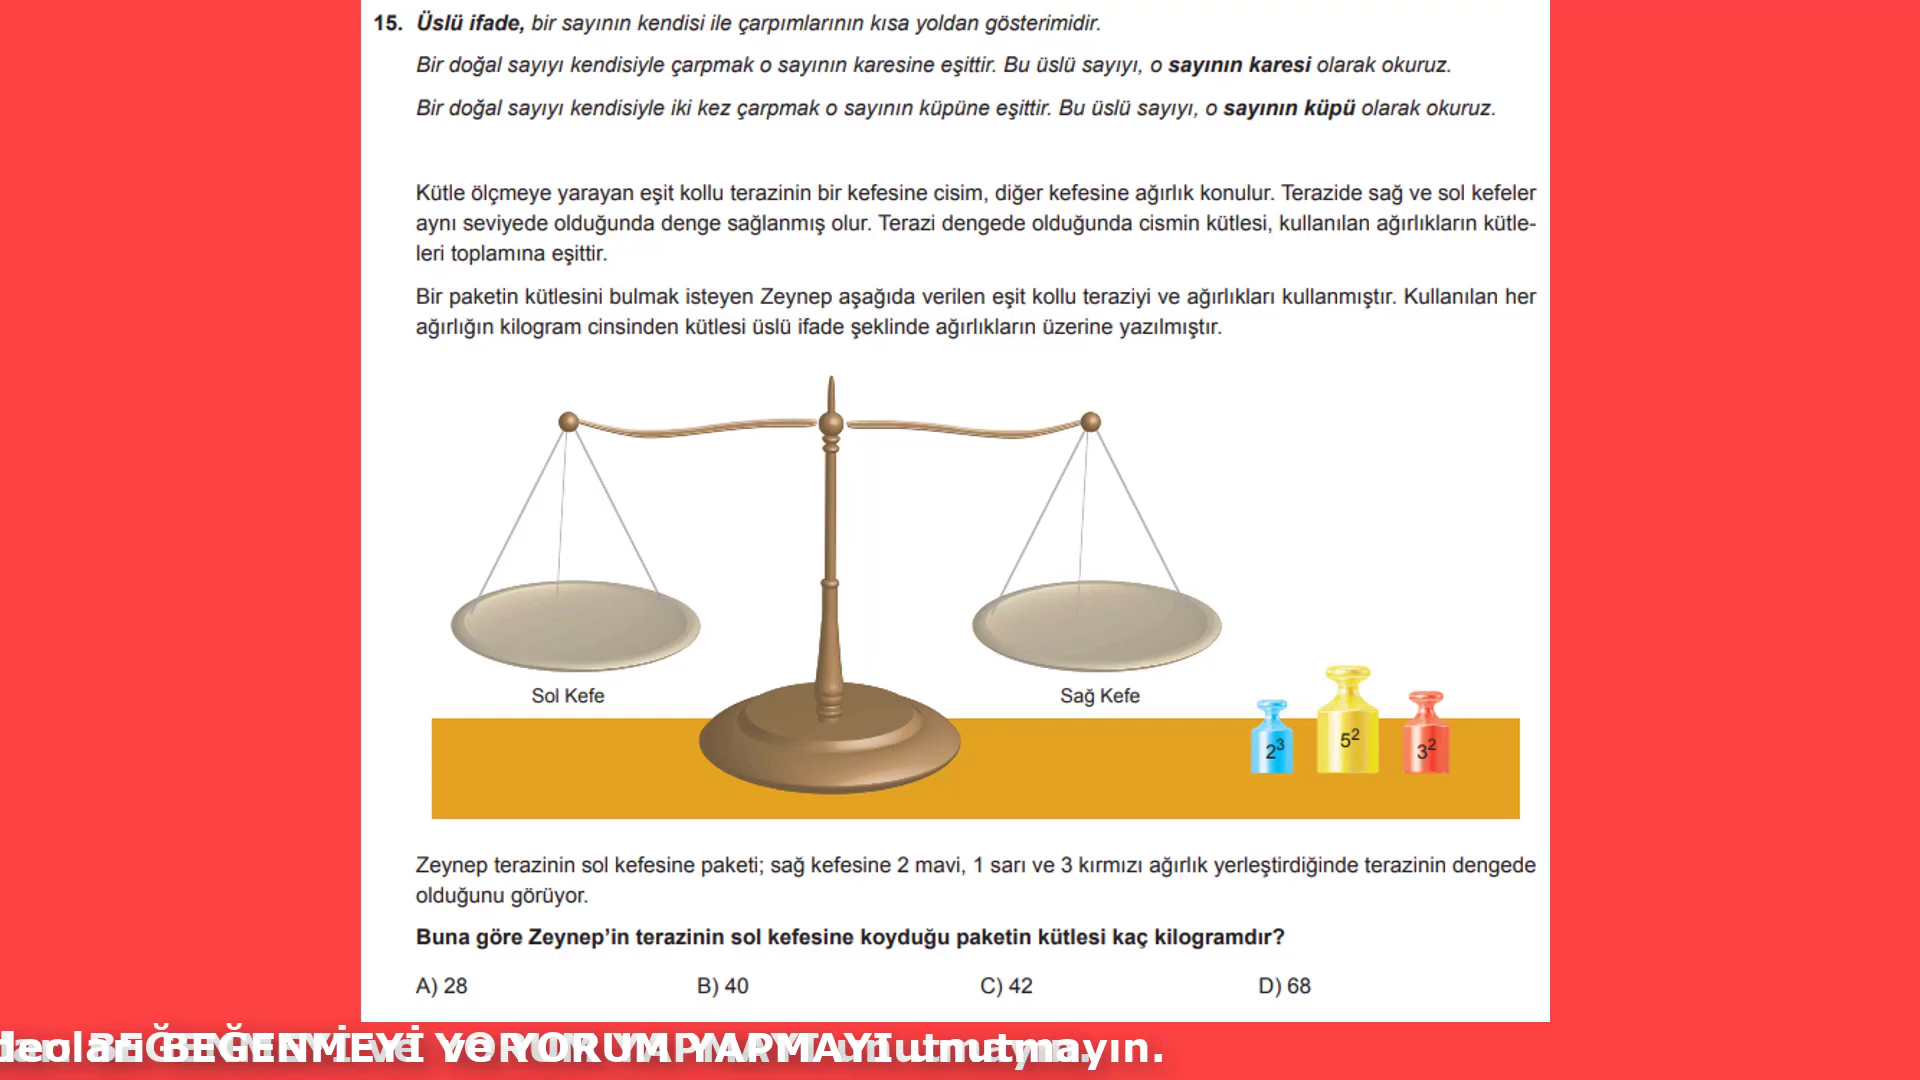 15. Üslü ifade, bir sayının kendisi ile çarpımlarının kısa yoldan gösterimidir.
Bir doğal sayıyı kendisiyle çarpmak o sayının karesine eşittir. Bu üslü sayıyı, o sayının karesi olarak okuruz.
Bir doğal sayıyı kendisiyle iki kez çarpmak o sayının küpüne eşittir. Bu üslü sayıyı, o sayının küpü olarak okuruz.
Kütle ölçmeye yarayan eşit kollu terazinin bir kefesine cisim, diğer kefesine ağırlık konulur. Terazide sağ ve sol kefeler
aynı seviyede olduğunda denge sağlanmış olur. Terazi dengede olduğunda cismin kütlesi, kullanılan ağırlıkların kütle-
leri toplamına eşittir.
Bir paketin kütlesini bulmak isteyen Zeynep aşağıda verilen eşit kollu teraziyi ve ağırlıkları kullanmıştır. Kullanılan her
ağırlığın kilogram cinsinden kütlesi üslü ifade şeklinde ağırlıkların üzerine yazılmıştır.
Sol Kefe Sağ Kefe
2³ 5² 3²
Zeynep terazinin sol kefesine paketi; sağ kefesine 2 mavi, 1 sarı ve 3 kırmızı ağırlık yerleştirdiğinde terazinin dengede
olduğunu görüyor.
Buna göre Zeynep'in terazinin sol kefesine koyduğu paketin kütlesi kaç kilogramdır?
A) 28 B) 40 C) 42 D) 68
BEĞENMEYİ ve YORUM YAPMAYI unutmayın.